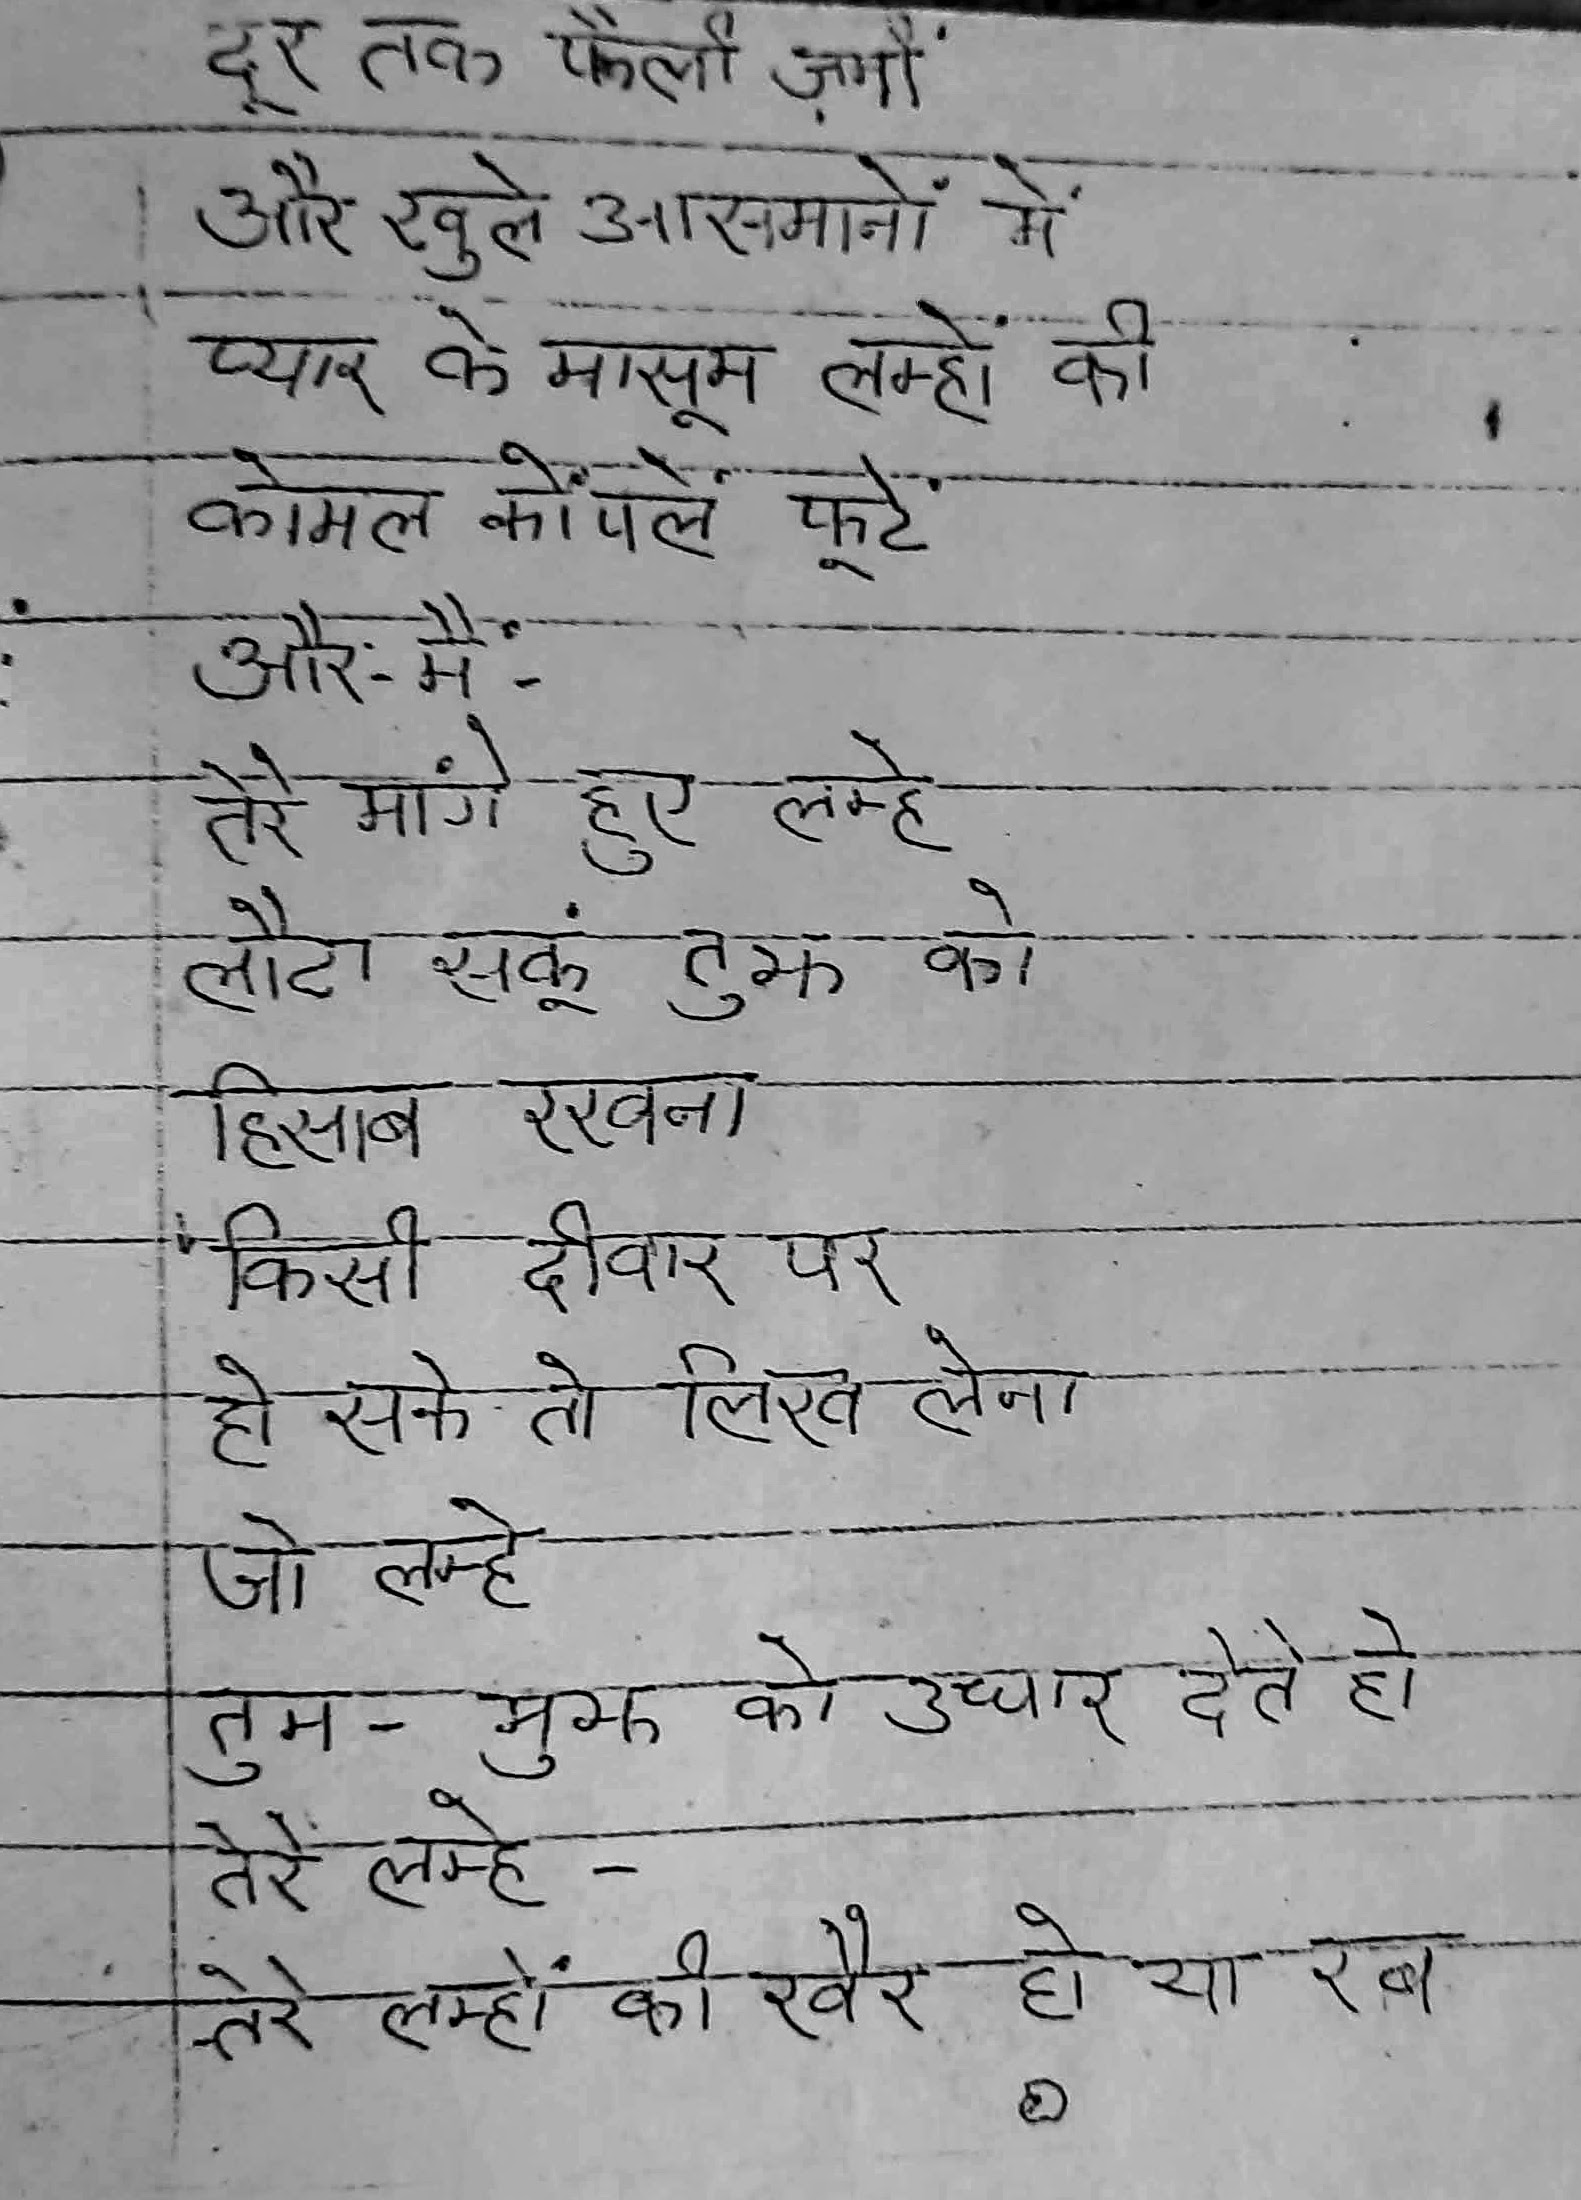 दूर तक फैली ज़मीं
और खुले आसमानों में
प्यार के मासूम लम्हों की
कोमल कोंपलें फूटें
और - मैं -
तेरे मांगे हुए लम्हे
लौटा सकूं तुझ को
हिसाब रखना
किसी दीवार पर
हो सके तो लिख लेना
जो लम्हे
तुम - मुझ को उधार देते हो
तेरे लम्हे -
तेरे लम्हों की खैर हो या रब